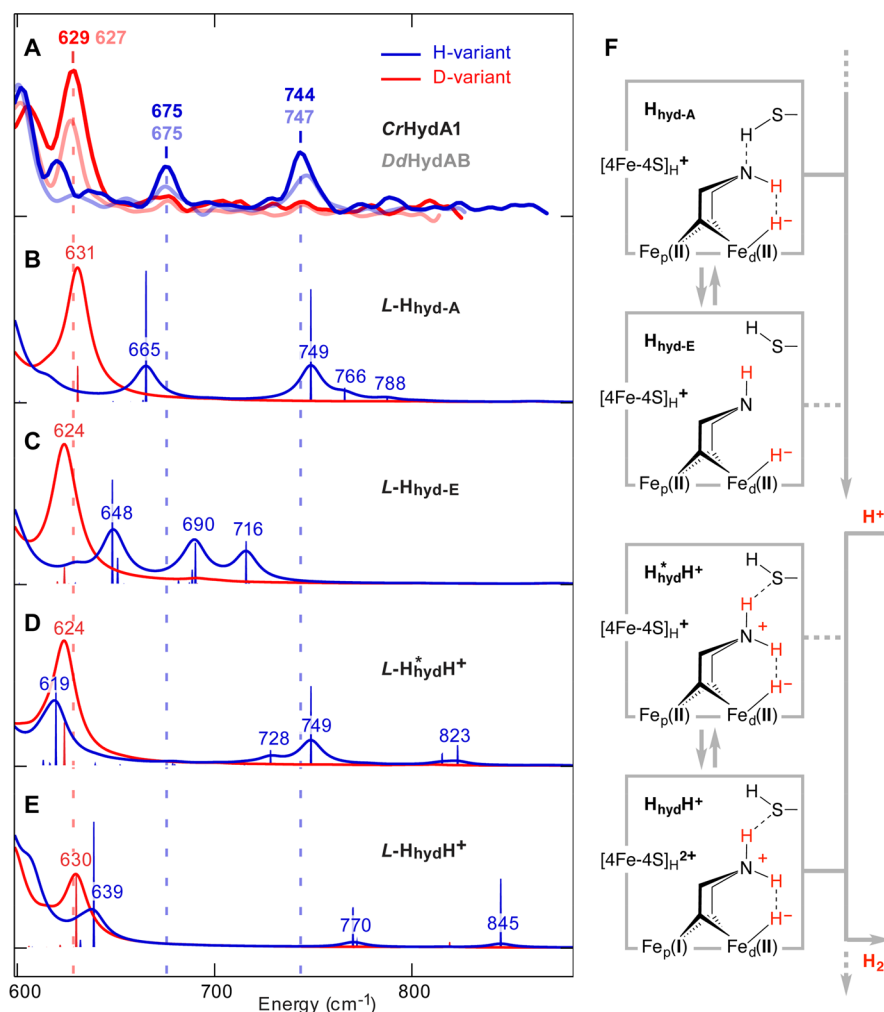 A
629 627
H-variant
D-variant
675
675
744
747
CrHydA1
DdHydAB
B
631
L-Hhyd-A
665
749
766
788
C
624
L-Hhyd-E
648
690
716
D
624
L-H*hydH+
619
728
749
823
E
L-HhydH+
630
639
770
845
600
700
800
Energy (cm-1)
F
Hhyd-A
H
S
[4Fe-4S]H+
N
H
H−
Fep(II)
Fed(II)
Hhyd-E
H
S
H
[4Fe-4S]H+
N
H−
Fep(II)
Fed(II)
H+
H*hydH+
H
S
H
[4Fe-4S]H+
N+
H
H−
Fep(II)
Fed(II)
HhydH+
H
S
H
[4Fe-4S]H2+
N+
H
H−
Fep(I)
Fed(II)
H2